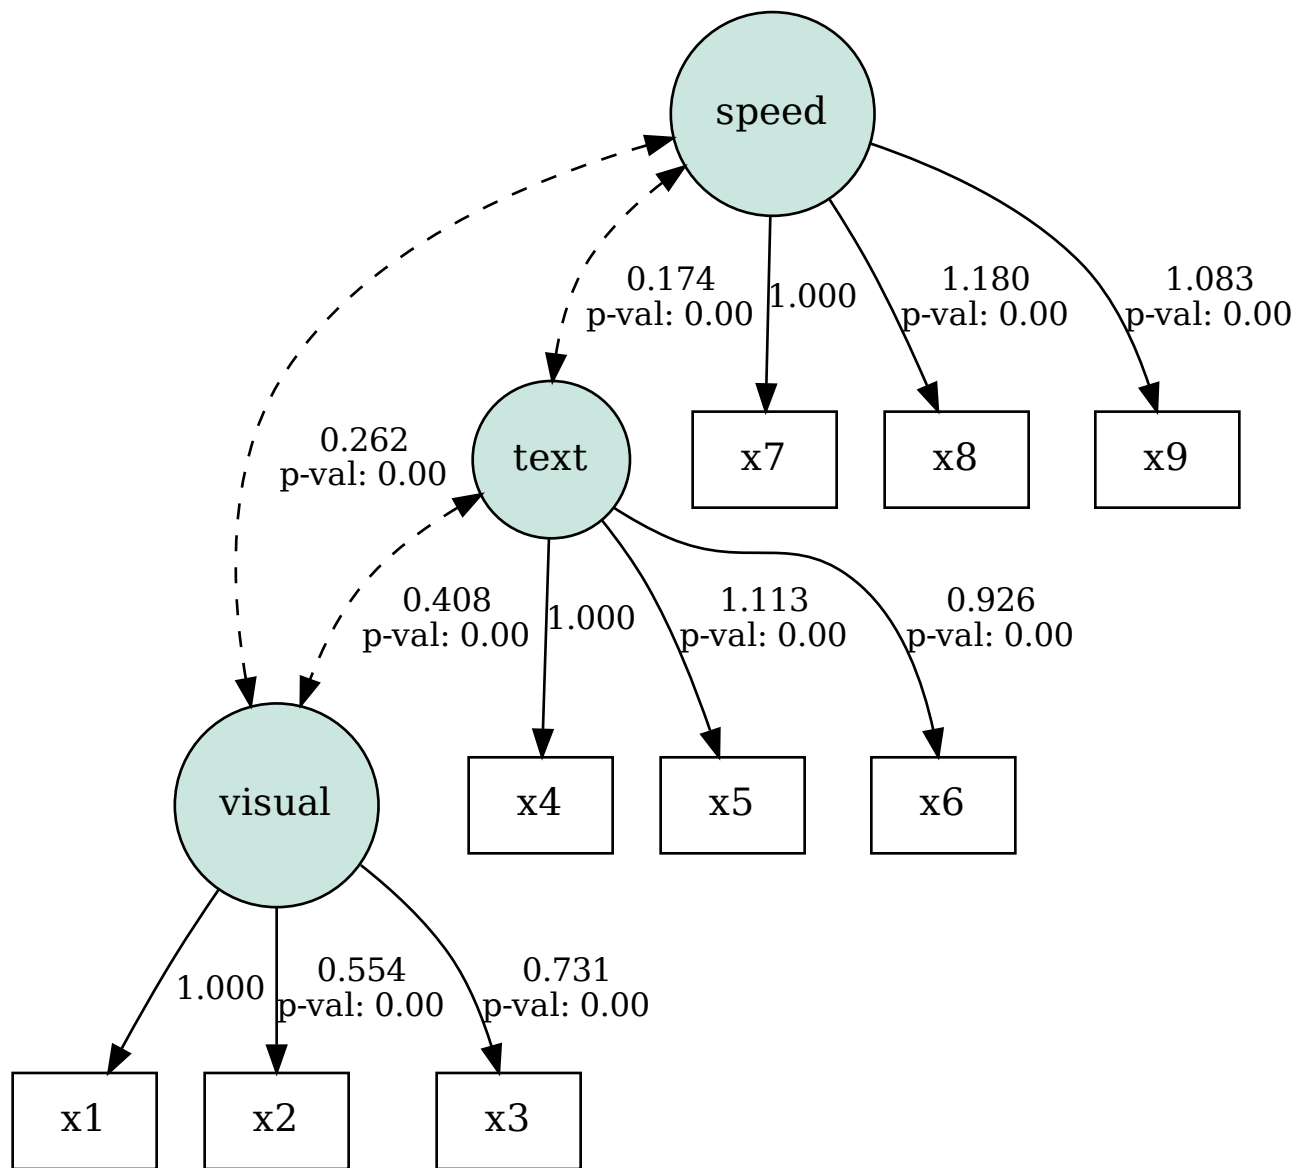 speed
0.174
p-val: 0.00
1.000
1.180
p-val: 0.00
1.083
p-val: 0.00
0.262
p-val: 0.00
text
x7
x8
x9
0.408
p-val: 0.00
1.000
1.113
p-val: 0.00
0.926
p-val: 0.00
visual
x4
x5
x6
1.000
0.554
p-val: 0.00
0.731
p-val: 0.00
x1
x2
x3